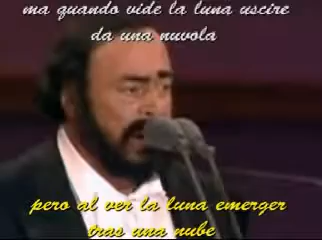 ma quando vide la luna uscire
da una nuvola
pero al ver la luna emerger
tras una nube